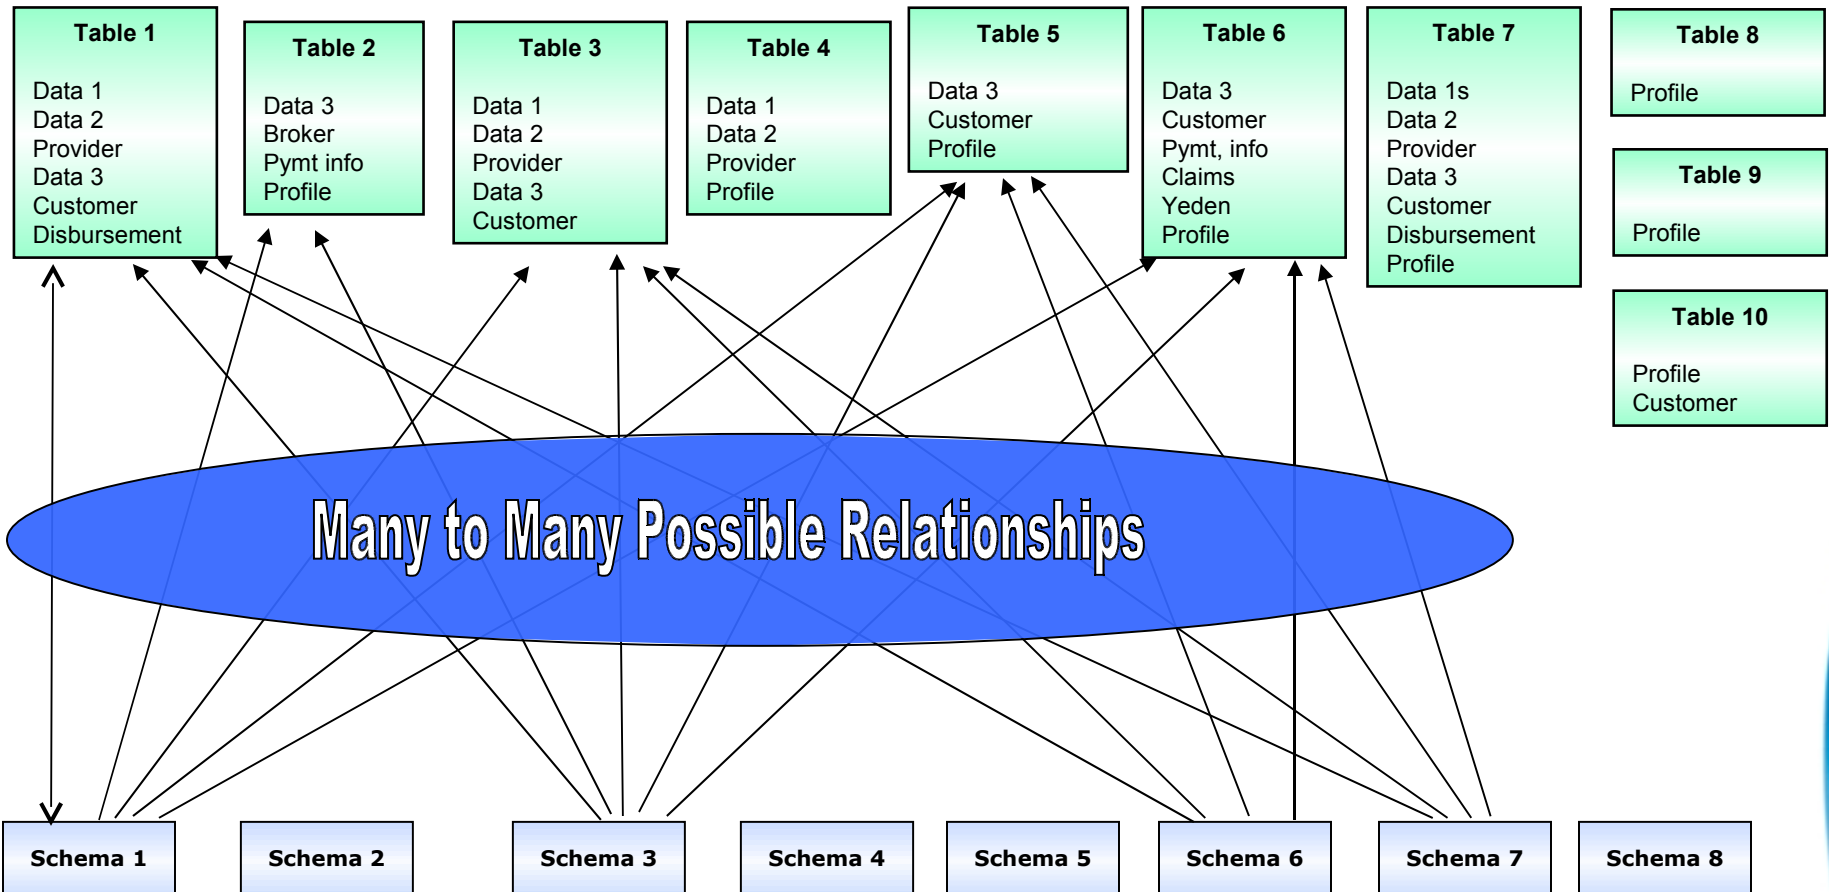 Table 1
Data 1
Data 2
Provider
Data 3
Customer
Disbursement
Table 2
Data 3
Broker
Pymt info
Profile
Table 3
Data 1
Data 2
Provider
Data 3
Customer
Table 4
Data 1
Data 2
Provider
Profile
Table 5
Data 3
Customer
Profile
Table 6
Data 3
Customer
Pymt, info
Claims
Yeden
Profile
Table 7
Data 1s
Data 2
Provider
Data 3
Customer
Disbursement
Profile
Table 8
Profile
Table 9
Profile
Table 10
Profile
Customer
Many to Many Possible Relationships
Schema 1
Schema 2
Schema 3
Schema 4
Schema 5
Schema 6
Schema 7
Schema 8